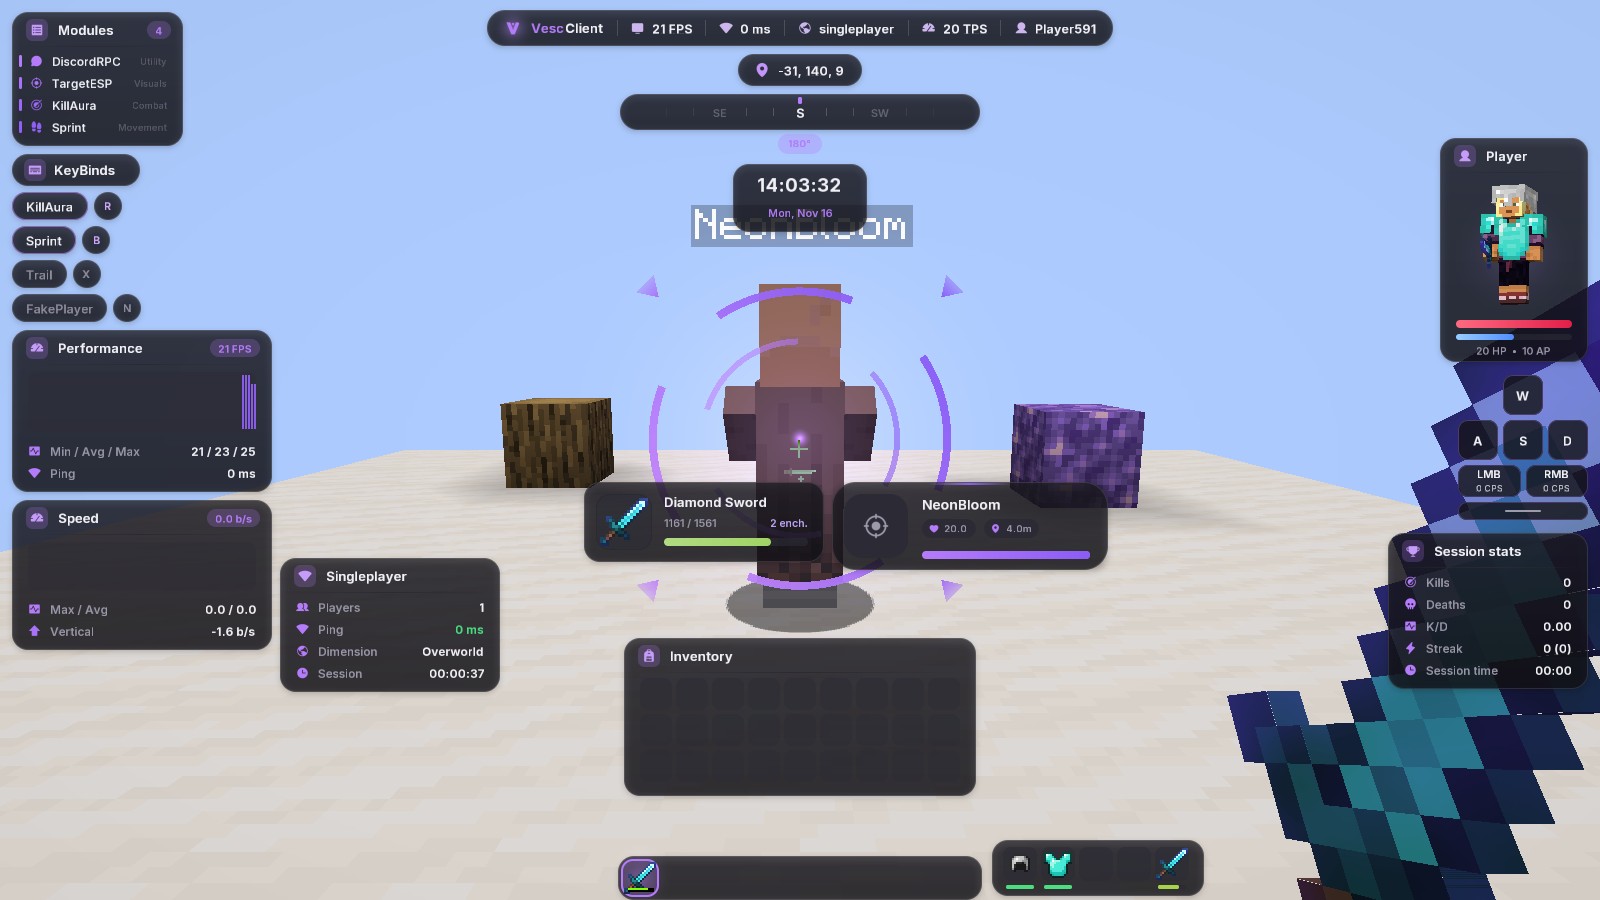 Modules 4
DiscordRPC Utility
TargetESP Visuals
KillAura Combat
Sprint Movement
KeyBinds
KillAura R
Sprint B
Trail X
FakePlayer N
Performance 21 FPS
Min / Avg / Max 21 / 23 / 25
Ping 0 ms
Speed 0.0 b/s
Max / Avg 0.0 / 0.0
Vertical -1.6 b/s
Singleplayer
Players 1
Ping 0 ms
Dimension Overworld
Session 00:00:37
VescClient 21 FPS 0 ms singleplayer 20 TPS Player591
-31, 140, 9
SE S SW
180°
14:03:32
Mon, Nov 16
NeonBloom
Diamond Sword
1161 / 1561 2 ench.
NeonBloom
20.0 4.0m
Inventory
Player
20 HP • 10 AP
W
A S D
LMB RMB
0 CPS 0 CPS
Session stats
Kills 0
Deaths 0
K/D 0.00
Streak 0 (0)
Session time 00:00